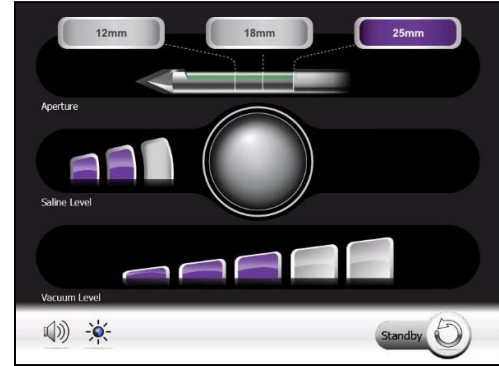 12mm
18mm
25mm
Aperture
Saline Level
Vacuum Level
Standby